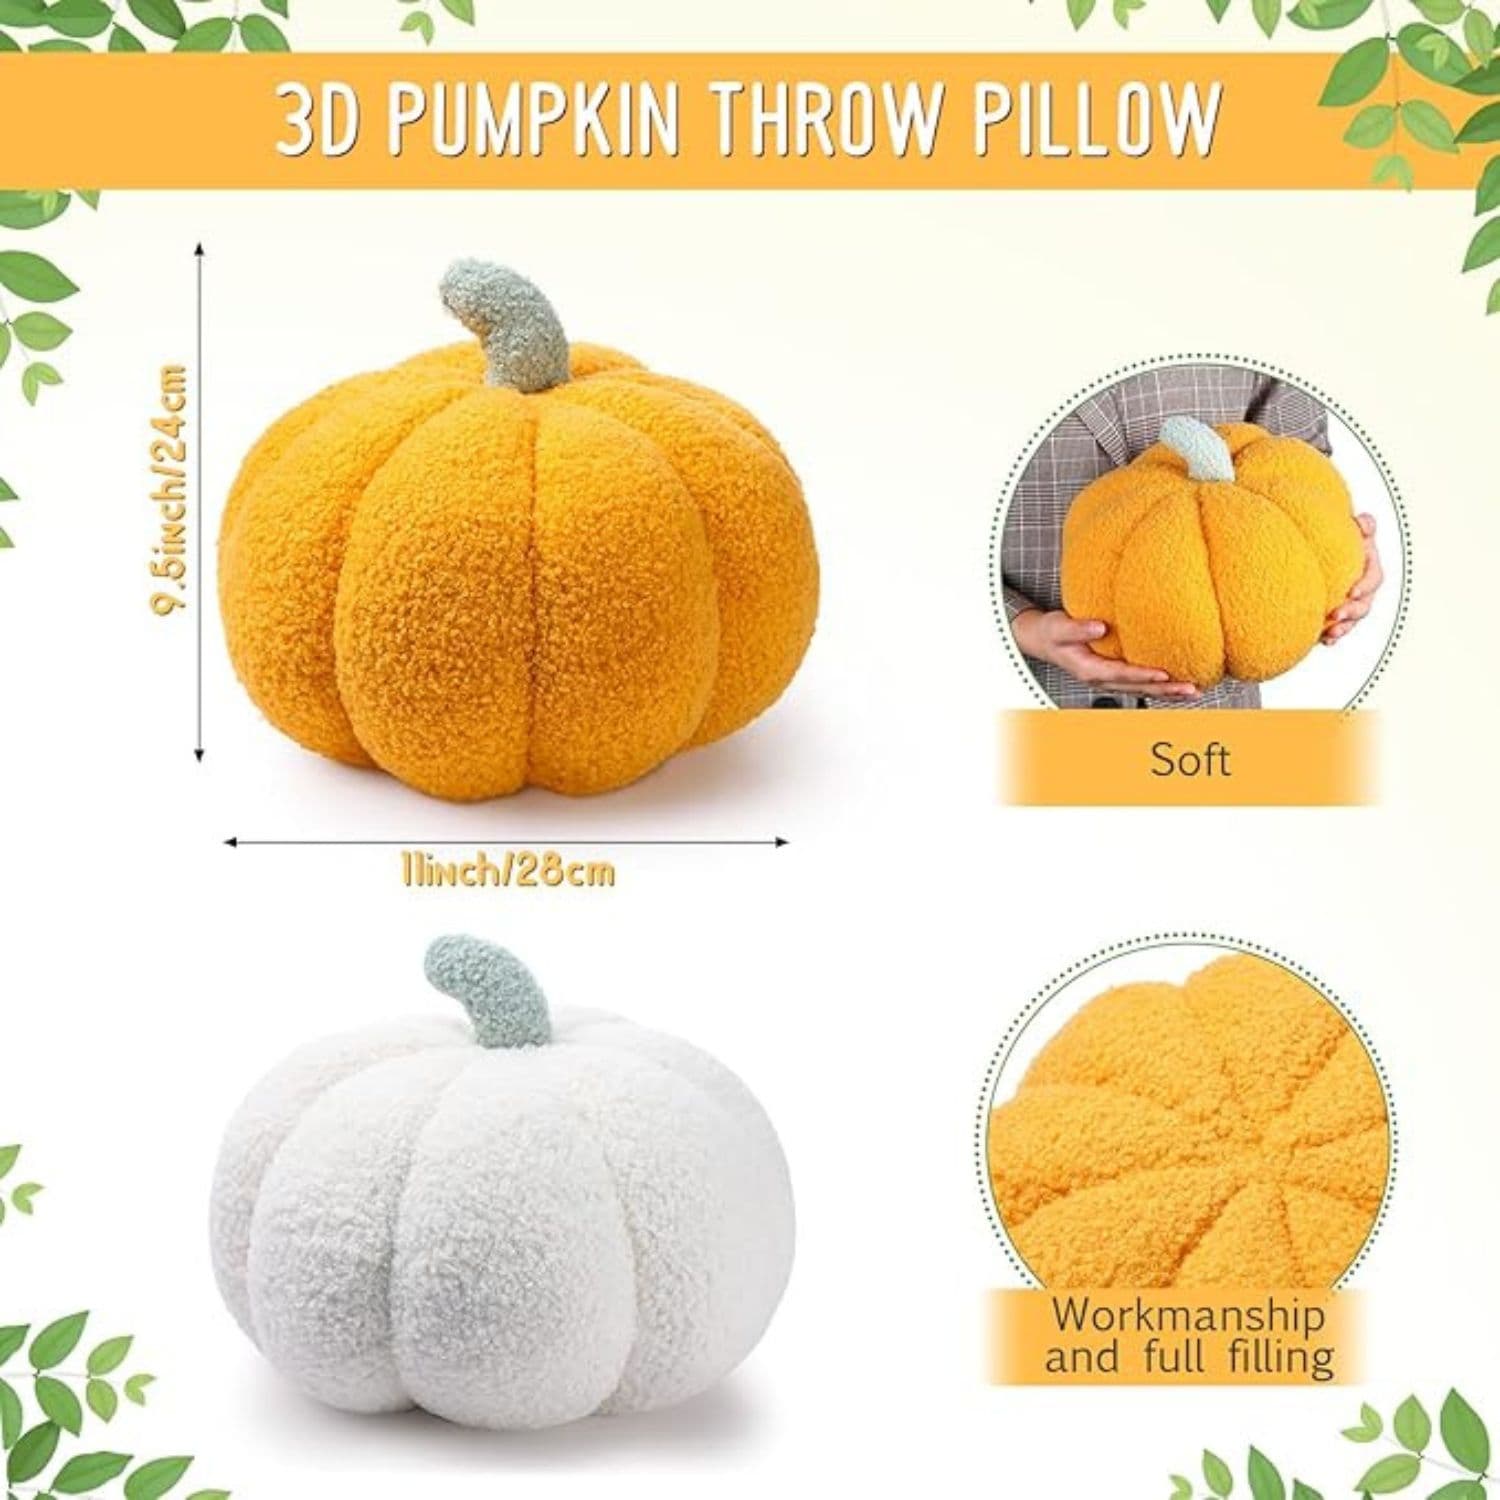 3D PUMPKIN THROW PILLOW
9.5inch/24cm
11inch/28cm
Soft
Workmanship
and full filling